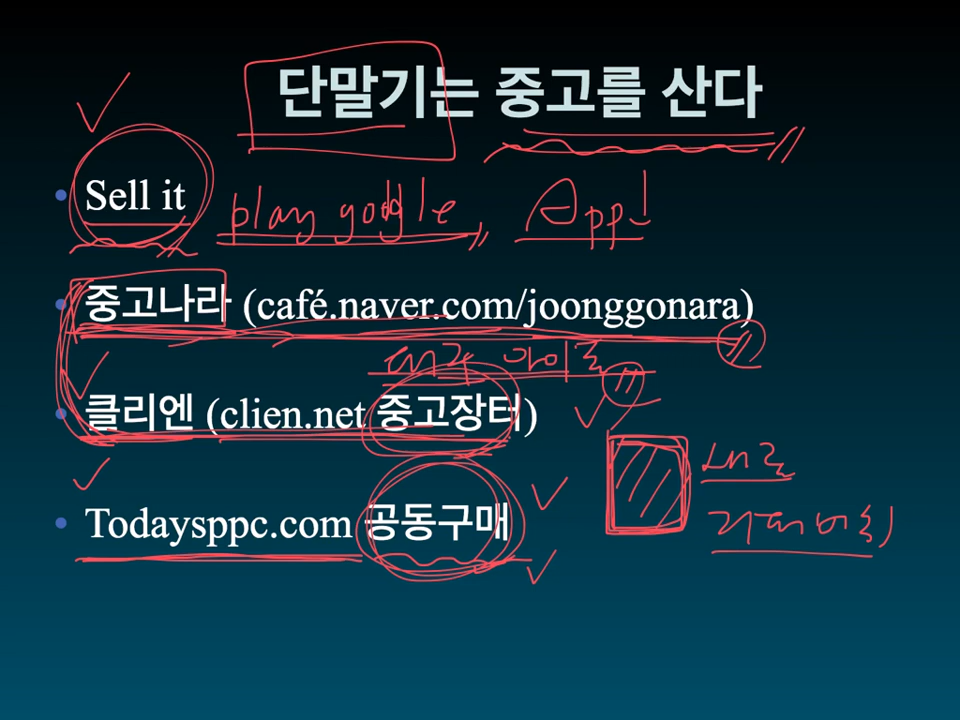 단말기는 중고를 산다
• Sell it
play google, App!
• 중고나라 (café.naver.com/joonggonara)
• 클리엔 (clien.net 중고장터)
• Todaysppc.com 공동구매